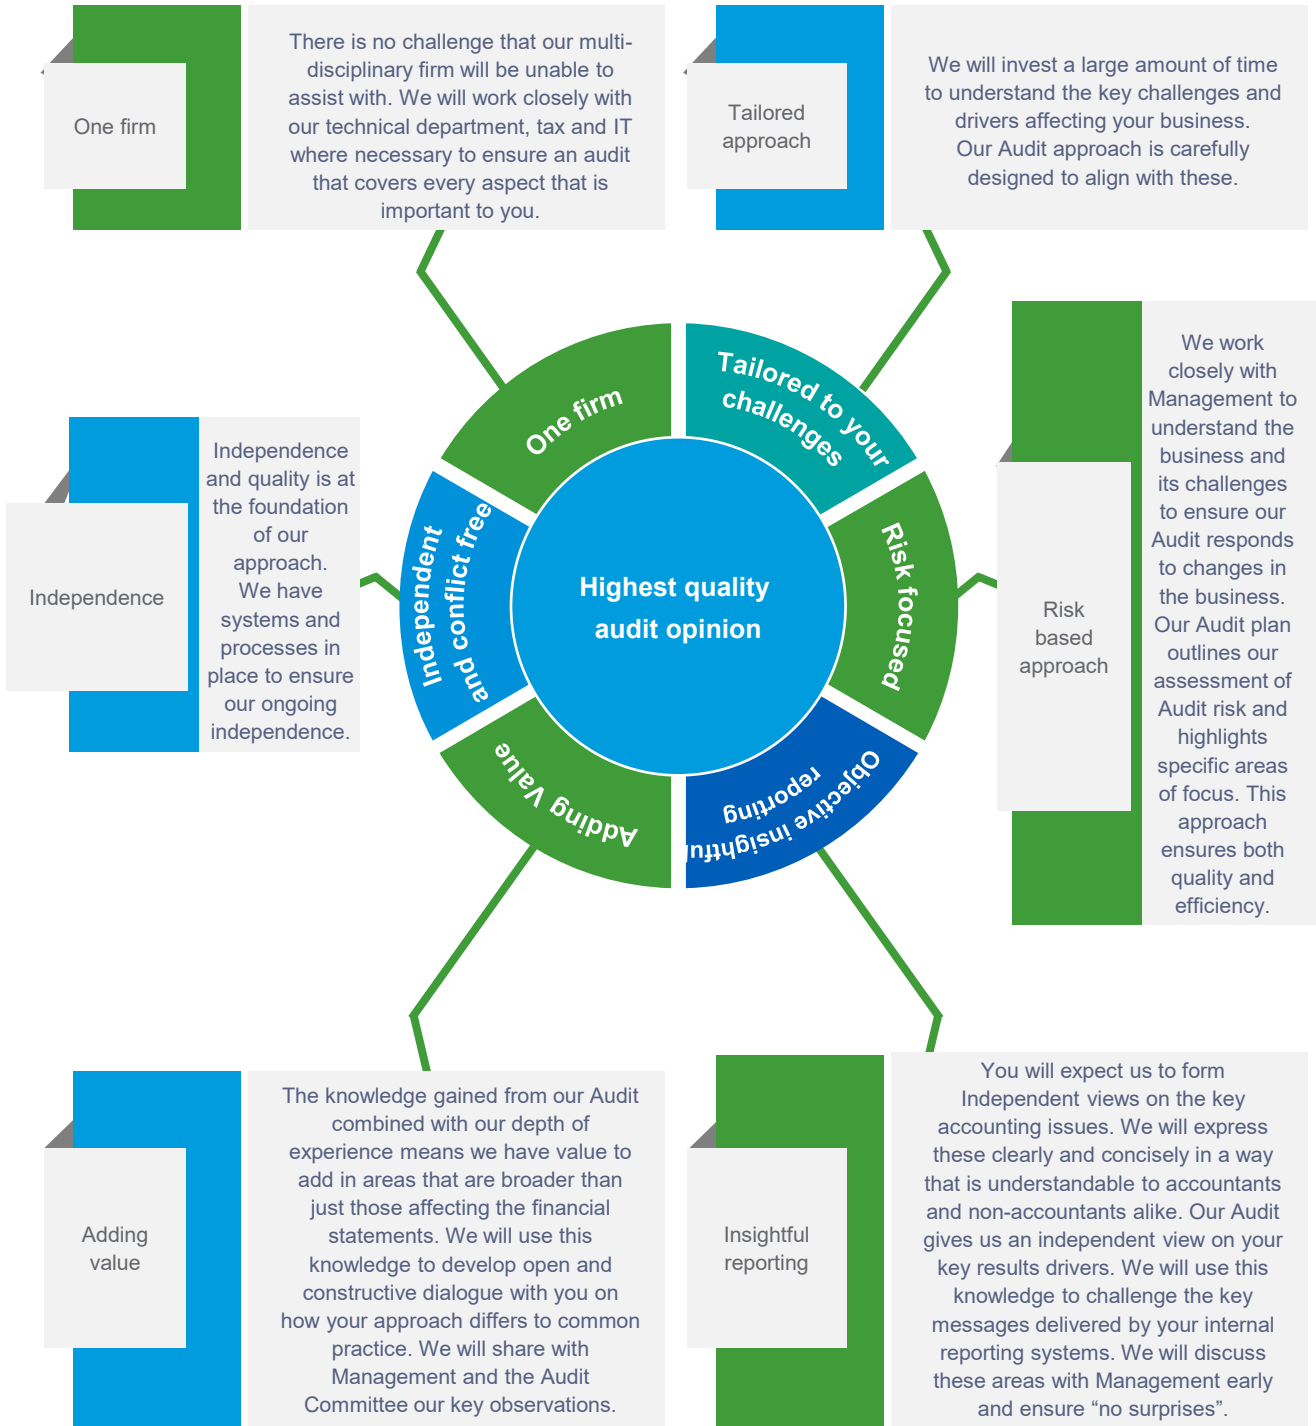 One firm
There is no challenge that our multi-
disciplinary firm will be unable to
assist with. We will work closely with
our technical department, tax and IT
where necessary to ensure an audit
that covers every aspect that is
important to you.
Tailored
approach
We will invest a large amount of time
to understand the key challenges and
drivers affecting your business.
Our Audit approach is carefully
designed to align with these.
Independence
Independence
and quality is at
the foundation
of our
approach.
We have
systems and
processes in
place to ensure
our ongoing
independence.
One firm
Tailored to your
challenges
Risk focused
Objective insightful
reporting
Adding Value
Independent
and conflict free
Highest quality
audit opinion
Risk
based
approach
We work
closely with
Management to
understand the
business and
its challenges
to ensure our
Audit responds
to changes in
the business.
Our Audit plan
outlines our
assessment of
Audit risk and
highlights
specific areas
of focus. This
approach
ensures both
quality and
efficiency.
Adding
value
The knowledge gained from our Audit
combined with our depth of
experience means we have value to
add in areas that are broader than
just those affecting the financial
statements. We will use this
knowledge to develop open and
constructive dialogue with you on
how your approach differs to common
practice. We will share with
Management and the Audit
Committee our key observations.
Insightful
reporting
You will expect us to form
Independent views on the key
accounting issues. We will express
these clearly and concisely in a way
that is understandable to accountants
and non-accountants alike. Our Audit
gives us an independent view on your
key results drivers. We will use this
knowledge to challenge the key
messages delivered by your internal
reporting systems. We will discuss
these areas with Management early
and ensure “no surprises”.